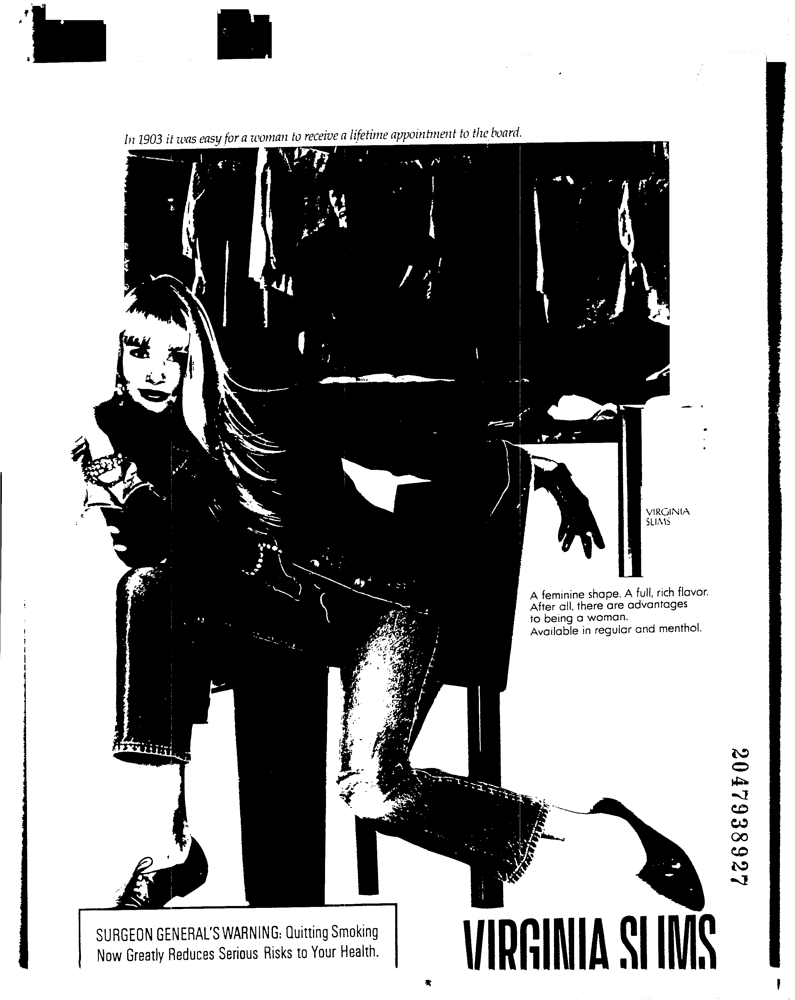 In 1903 it was easy for a woman to receive a lifetime appointment to the board.
VIRGINIA
SLIMS
A feminine shape. A full, rich flavor.
After all, there are advantages
to being a woman.
Available in regular and menthol.
2047938927
SURGEON GENERAL'S WARNING: Quitting Smoking
Now Greatly Reduces Serious Risks to Your Health.
VIRGINIA SLIMS